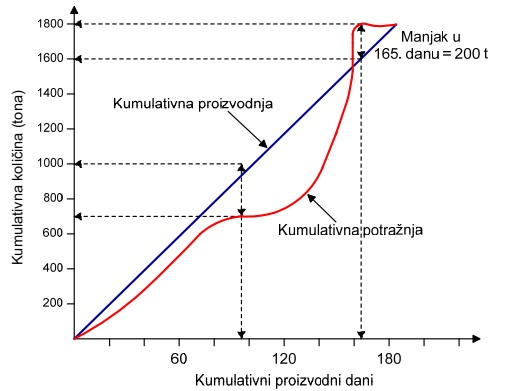 1800
1600
1400
1200
1000
800
600
400
200
Kumulativna količina (tona)
Manjak u
165. danu = 200 t
Kumulativna proizvodnja
Kumulativna potražnja
60
120
180
Kumulativni proizvodni dani